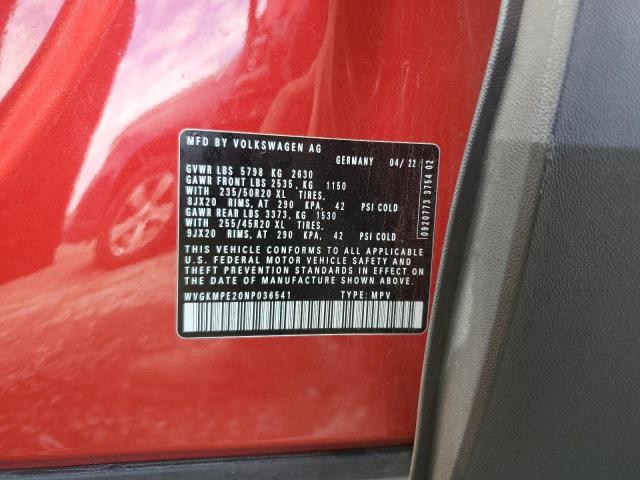 MFD BY VOLKSWAGEN AG
GERMANY 04/22
GVWR LBS 5798 KG 2630
GAWR FRONT LBS 2535, KG 1150
WITH 235/50R20 XL TIRES,
8JX20 RIMS, AT 290 KPA, 42 PSI COLD
GAWR REAR LBS 3373, KG 1530
WITH 255/45R20 XL TIRES,
9JX20 RIMS, AT 290 KPA, 42 PSI COLD
THIS VEHICLE CONFORMS TO ALL APPLICABLE
U.S. FEDERAL MOTOR VEHICLE SAFETY AND
THEFT PREVENTION STANDARDS IN EFFECT
ON THE DATE OF MANUFACTURE SHOWN ABOVE.
WVGKMPE20NP036541 TYPE: MPV
0920773 3754 02